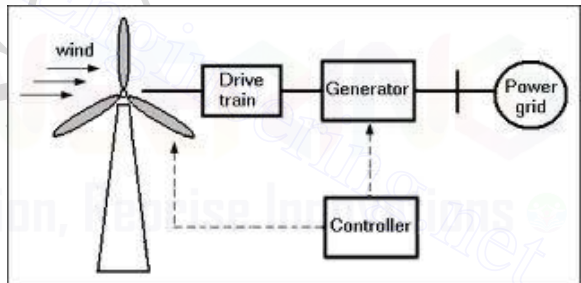 wind
Drive
train
Generator
Power
grid
Controller